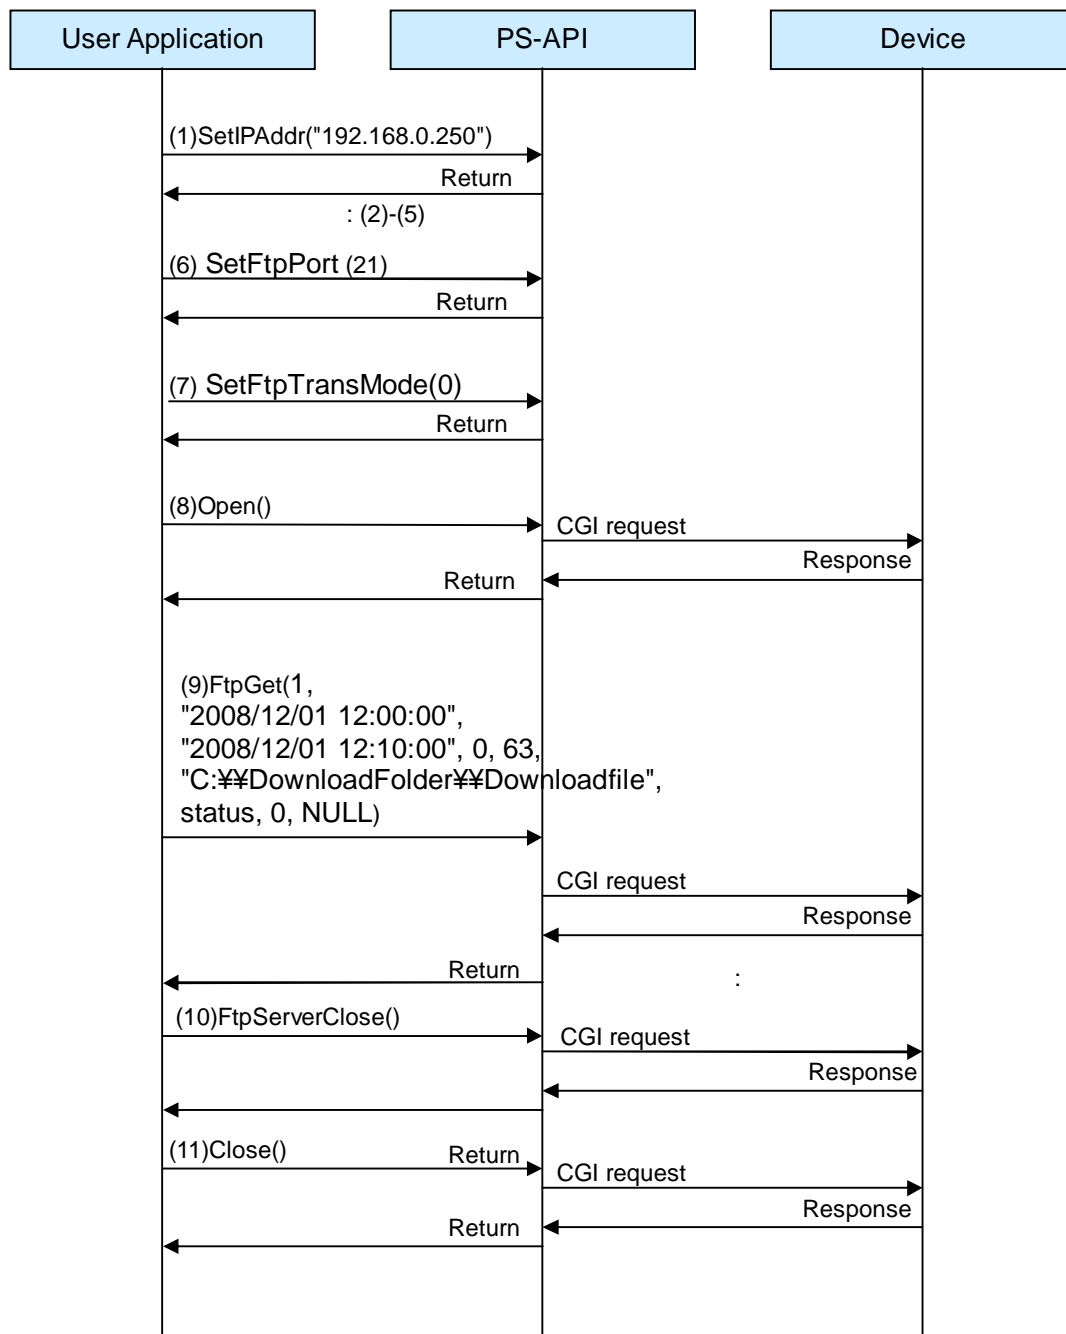 User Application
PS-API
Device
(1)SetIPAddr("192.168.0.250")
Return
: (2)-(5)
(6) SetFtpPort (21)
Return
(7) SetFtpTransMode(0)
Return
(8)Open()
CGI request
Response
Return
(9)FtpGet(1,
"2008/12/01 12:00:00",
"2008/12/01 12:10:00", 0, 63,
"C:¥¥DownloadFolder¥¥Downloadfile",
status, 0, NULL)
CGI request
Response
Return
:
(10)FtpServerClose()
CGI request
Response
(11)Close()
Return
CGI request
Response
Return